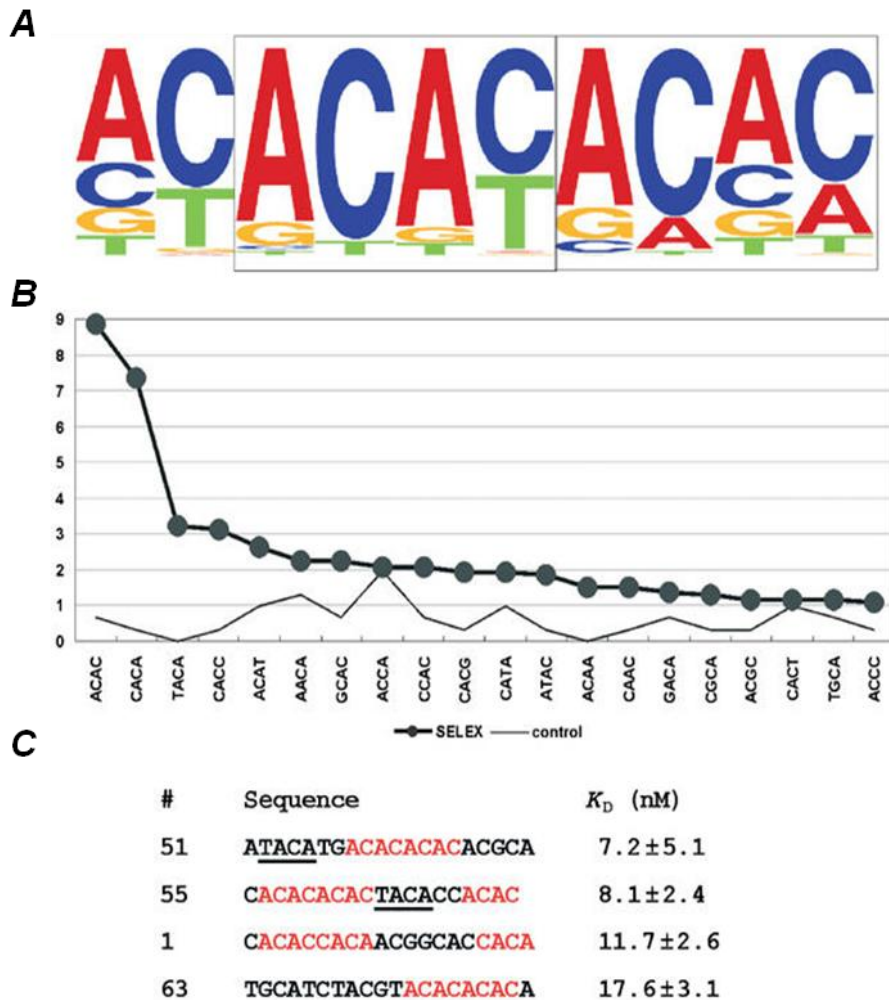 A
A C A C A C A C A C
C T G T G T G A C A
G C T T G C T G T
T T T
B
9
8
7
6
5
4
3
2
1
0
ACAC CACA TACA CACC ACAT AACA GCAC ACCA CCAC CACG CATA ATAC ACAA CAAC GACA CGCA ACGC CACT TGCA ACCC
SELEX control
C
# Sequence KD (nM)
51 ATACATGACACACACACGCA 7.2±5.1
55 CACACACACTACACCACAC 8.1±2.4
1 CACACCACAACGGCACCACA 11.7±2.6
63 TGCATCTACGTACACACACA 17.6±3.1